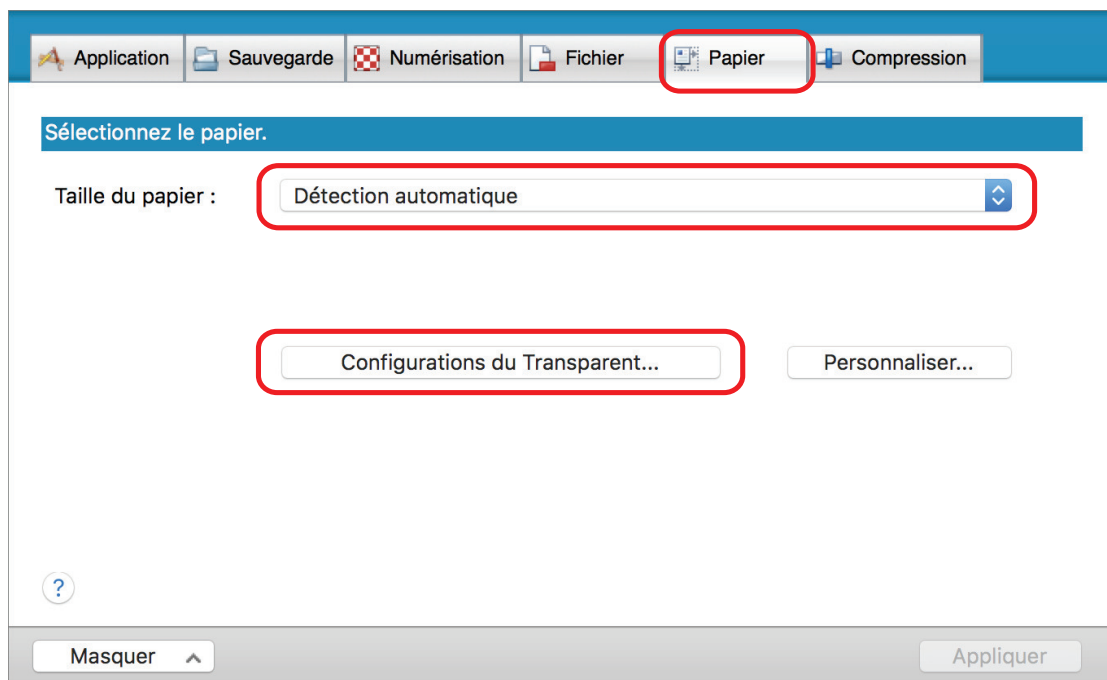 Application Sauvegarde Numérisation Fichier Papier Compression
Sélectionnez le papier.
Taille du papier : Détection automatique
Configurations du Transparent... Personnaliser...
?
Masquer Appliquer